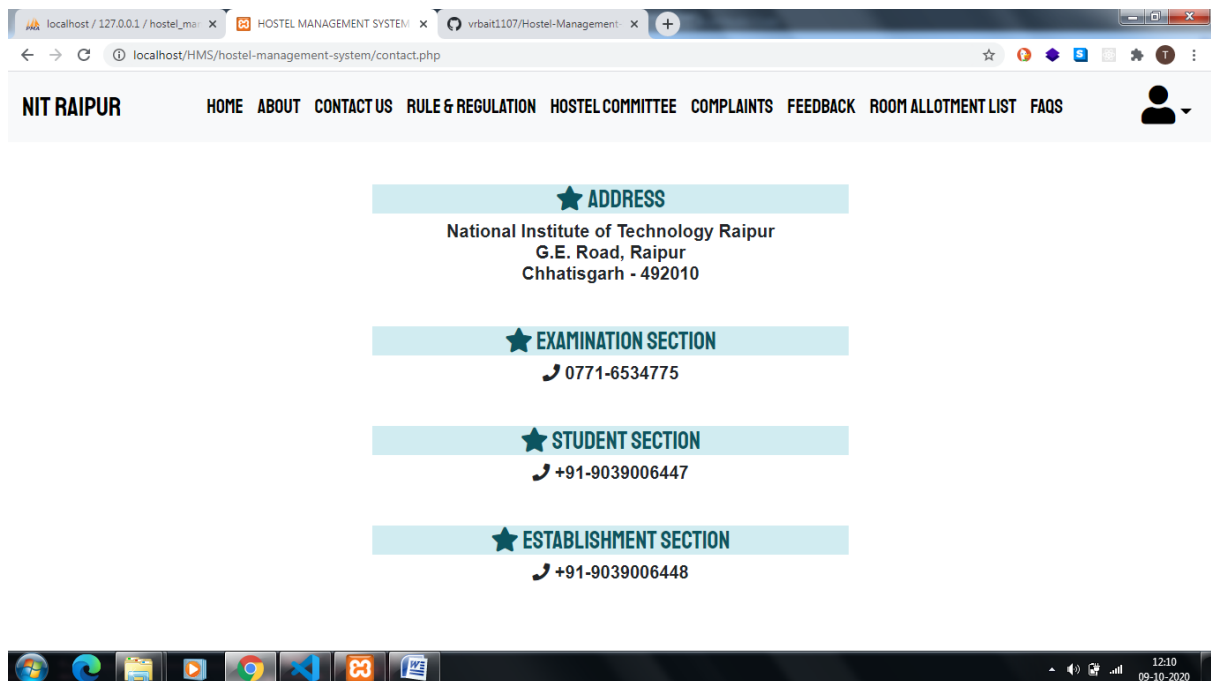 localhost / 127.0.0.1 / hostel_mar
HOSTEL MANAGEMENT SYSTEM
vrbait1107/Hostel-Management-
localhost/HMS/hostel-management-system/contact.php
S
T
NIT RAIPUR
HOME ABOUT CONTACT US RULE & REGULATION HOSTEL COMMITTEE COMPLAINTS FEEDBACK ROOM ALLOTMENT LIST FAQS
ADDRESS
National Institute of Technology Raipur
G.E. Road, Raipur
Chhatisgarh - 492010
EXAMINATION SECTION
0771-6534775
STUDENT SECTION
+91-9039006447
ESTABLISHMENT SECTION
+91-9039006448
12:10
09-10-2020